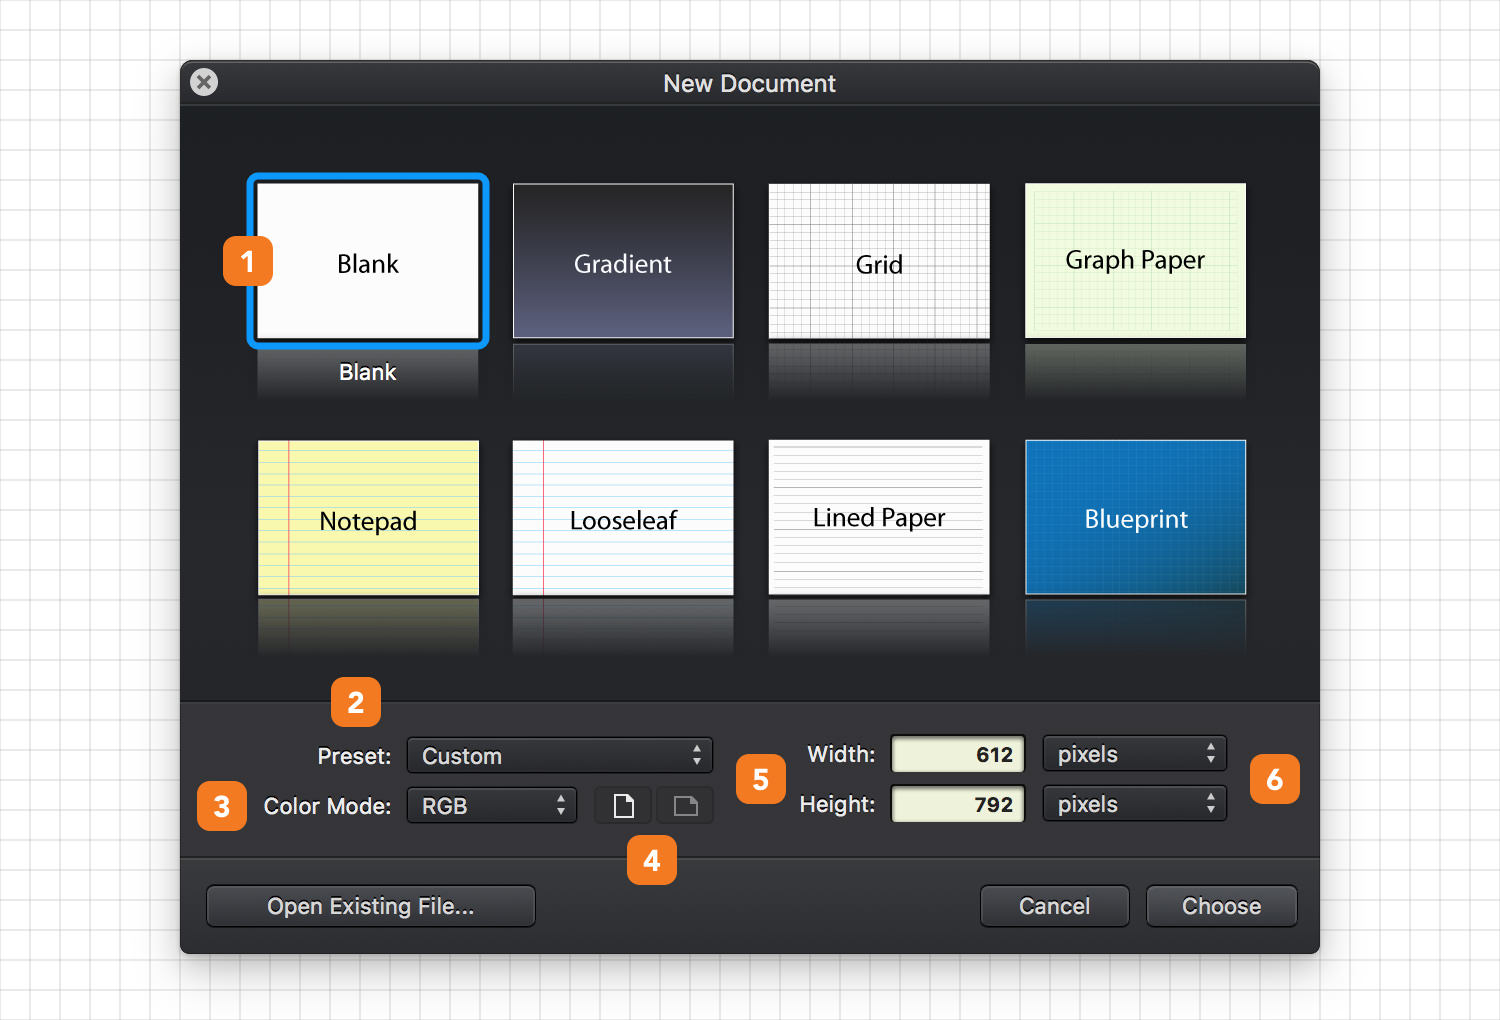 New Document
1
Blank
Gradient
Grid
Graph Paper
Blank
Notepad
Looseleaf
Lined Paper
Blueprint
2
Preset: Custom
Width: 612 pixels
5
6
3
Color Mode: RGB
Height: 792 pixels
4
Open Existing File...
Cancel
Choose